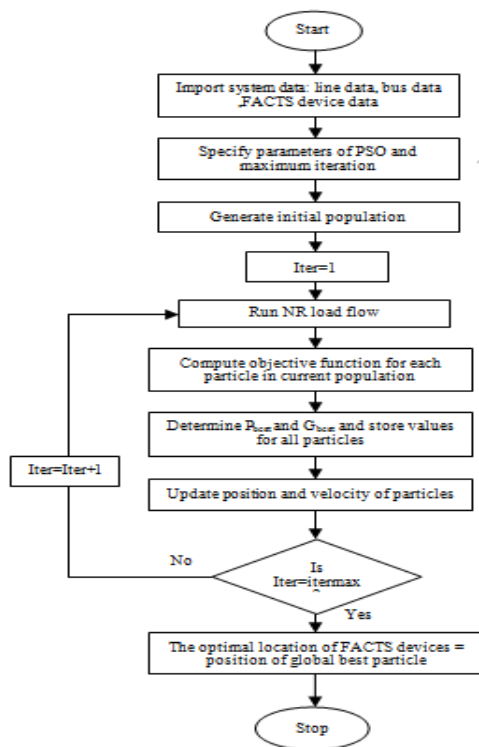 Start
Import system data: line data, bus data
,FACTS device data
Specify parameters of PSO and
maximum iteration
Generate initial population
Iter=1
Run NR load flow
Compute objective function for each
particle in current population
Determine Pbest and Gbest and store values
for all particles
Iter=Iter+1
Update position and velocity of particles
No
Is
Iter=itermax
?
Yes
The optimal location of FACTS devices =
position of global best particle
Stop